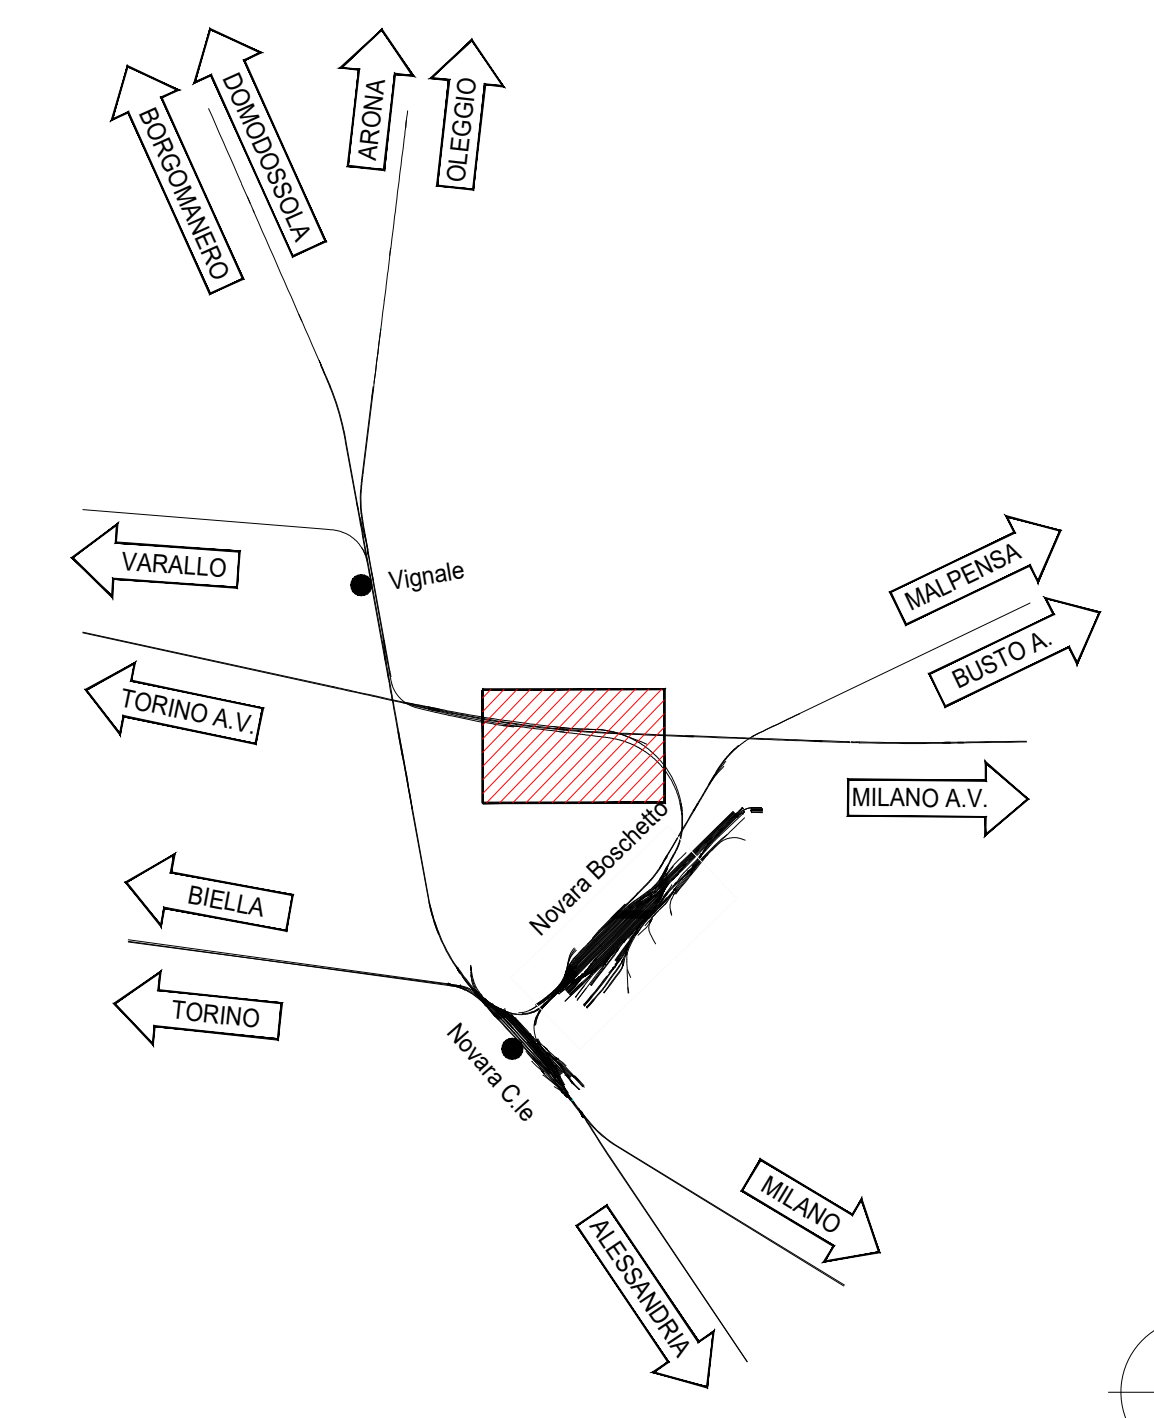 DOMODOSSOLA
BORGOMANERO
ARONA
OLEGGIO
VARALLO
Vignale
MALPENSA
BUSTO A.
TORINO A.V.
MILANO A.V.
Novara Boschetto
BIELLA
TORINO
Novara C.le
MILANO
ALESSANDRIA